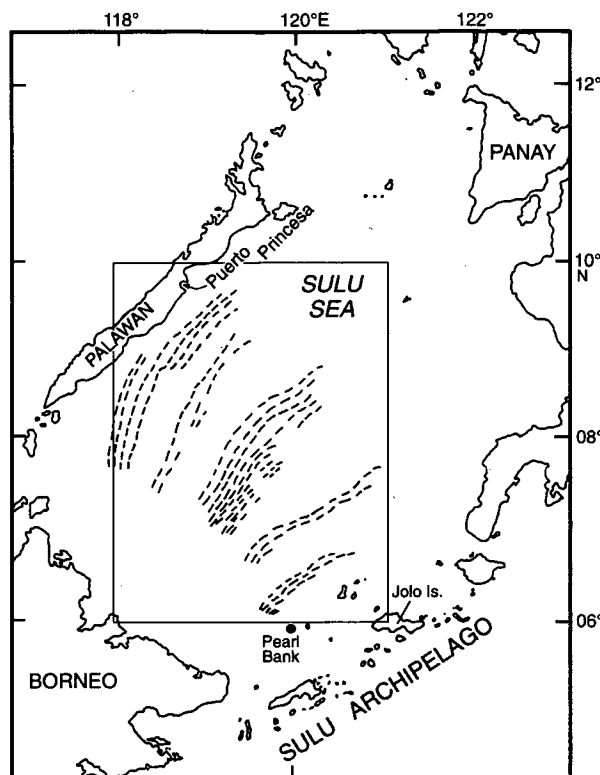 118°
120°E
122°
12°
PANAY
10°
N
Puerto Princesa
SULU
SEA
PALAWAN
08°
Jolo Is.
06°
Pearl
Bank
BORNEO
SULU ARCHIPELAGO